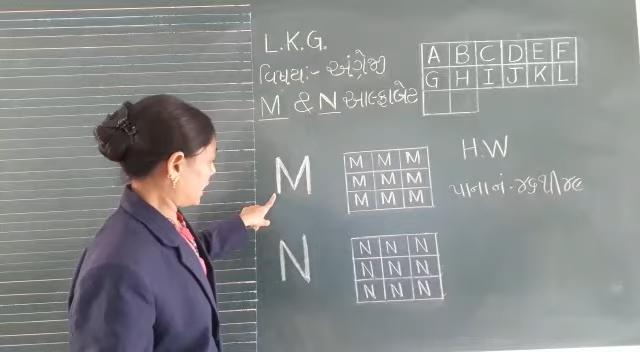 L.K.G.
વિષય:- અંગ્રેજી
M & N આલ્ફાબેટ
A B C D E F
G H I J K L
M
M M M
M M M
M M M
H.W
પાના નં.
N
N N N
N N N
N N N